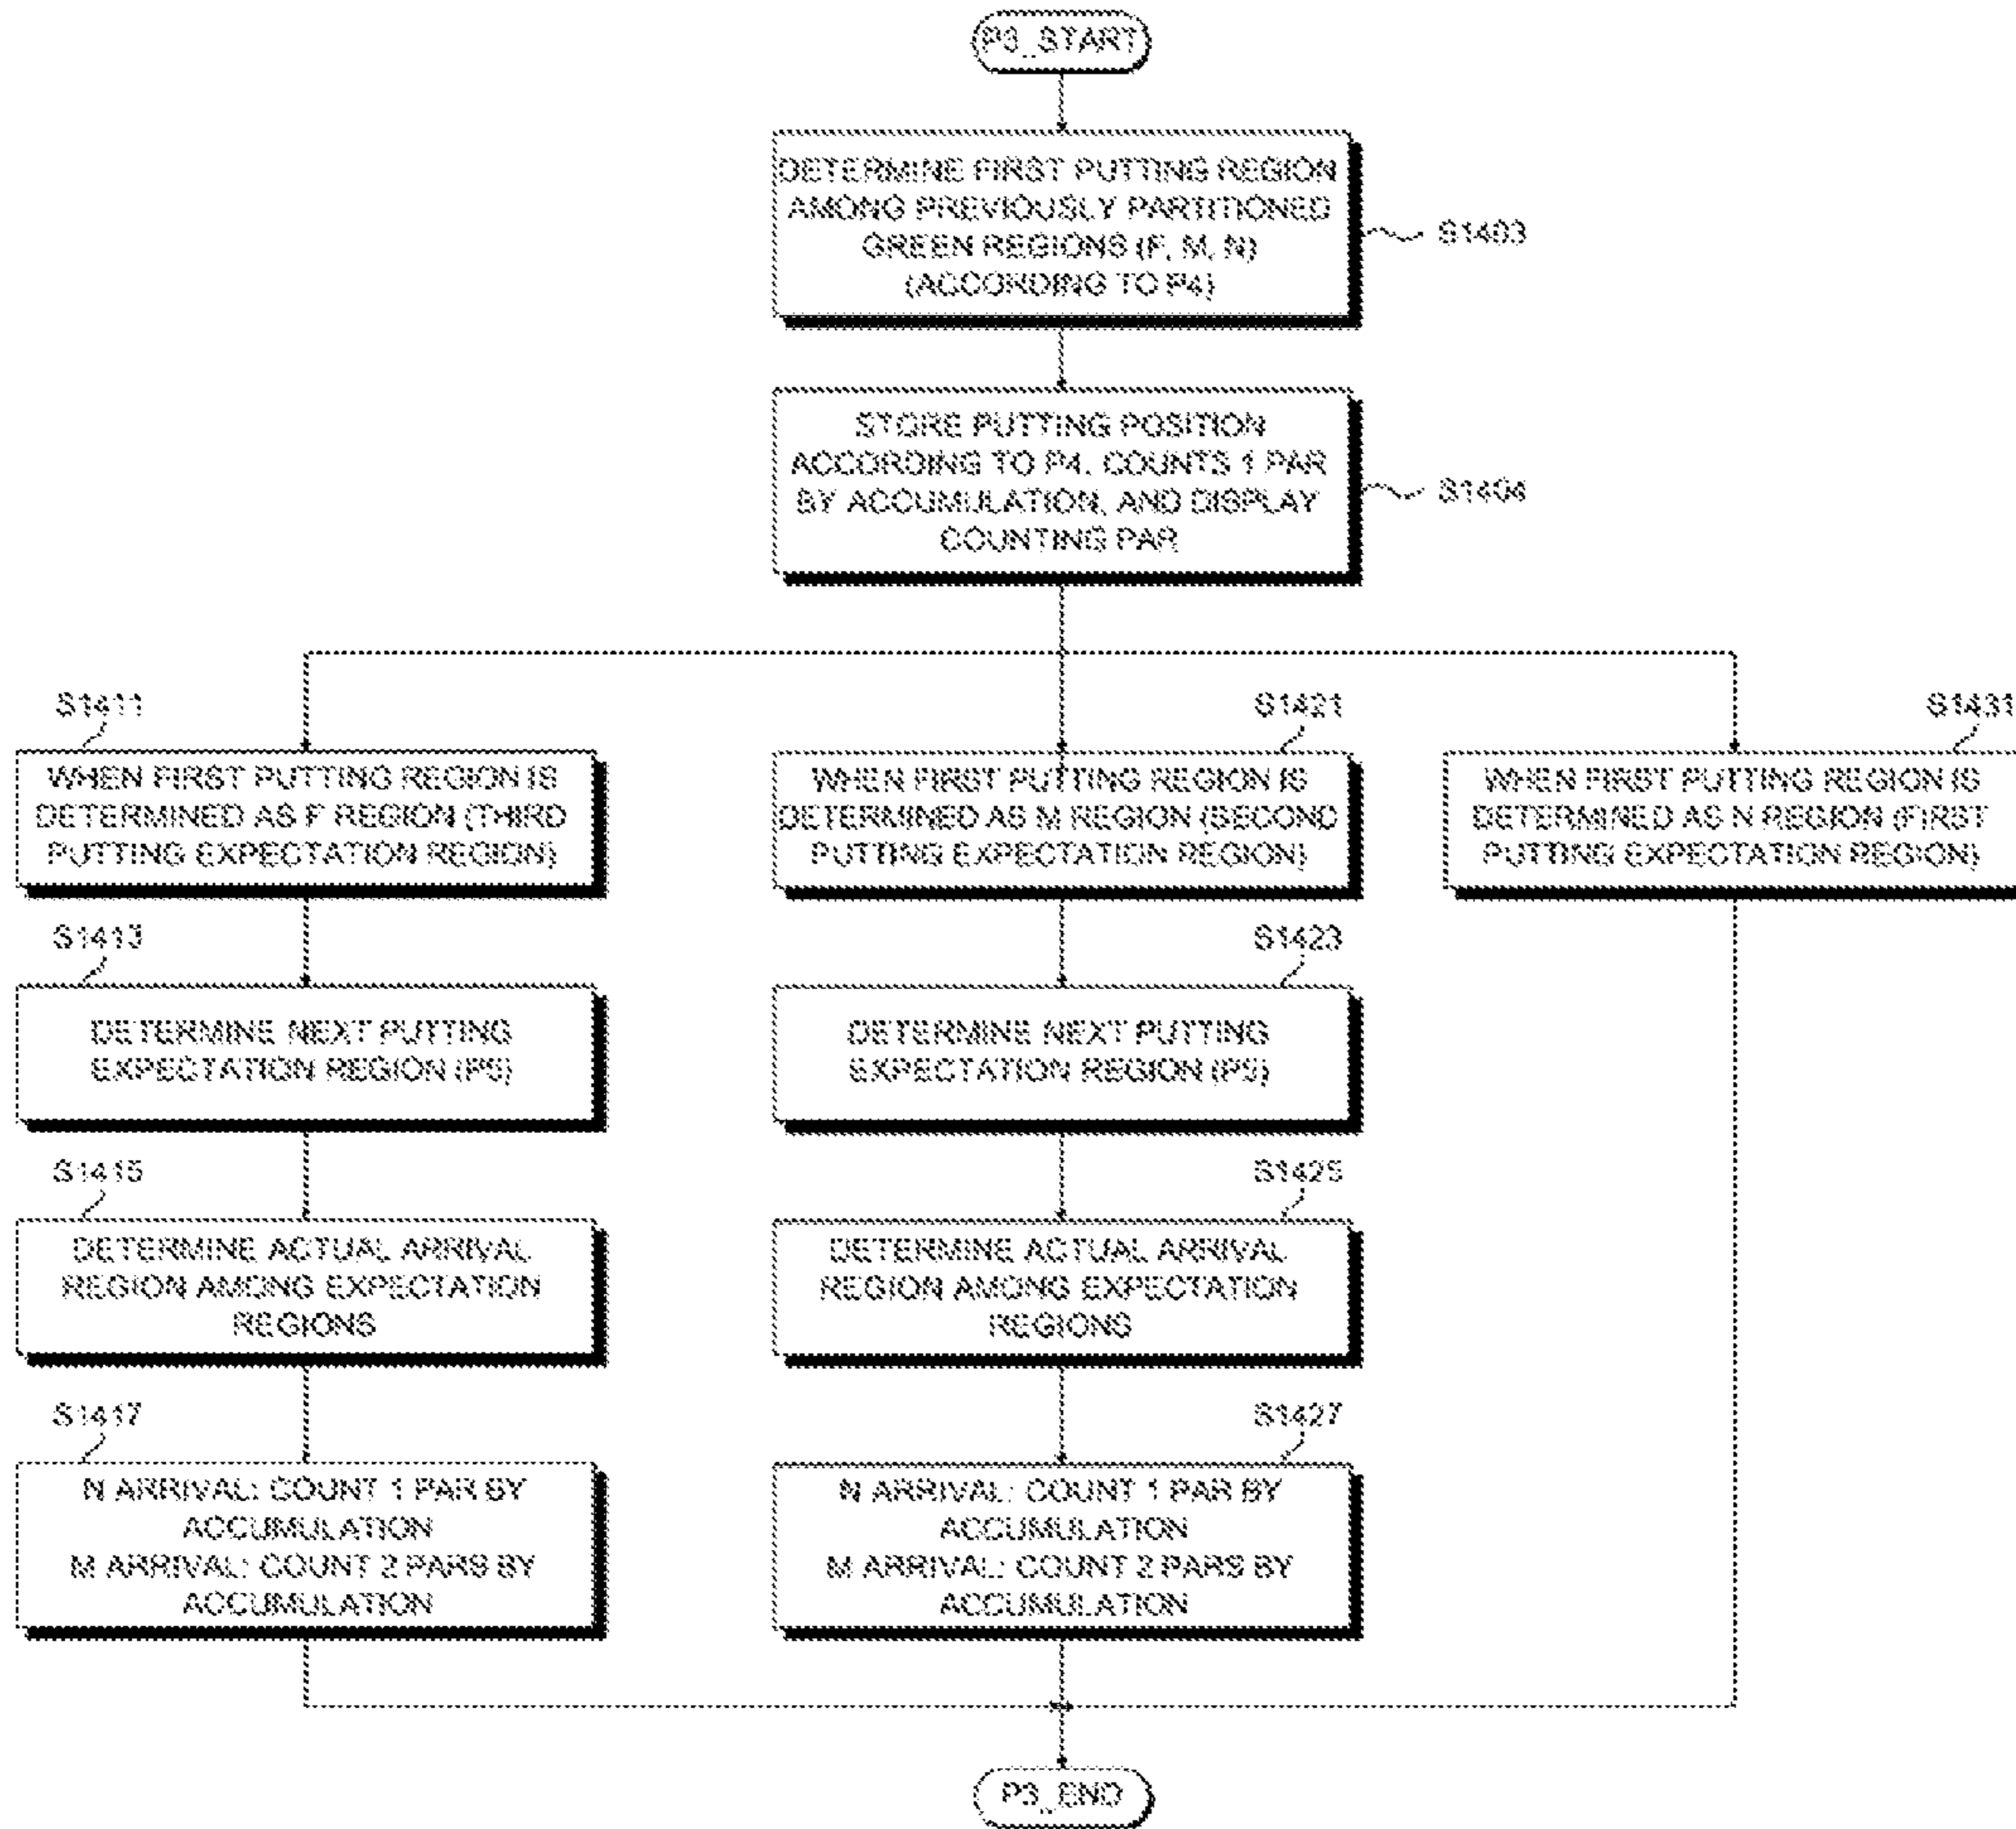 P3_START
DETERMINE FIRST PUTTING REGION
AMONG PREVIOUSLY PARTITIONED
GREEN REGIONS (F, M, N)
(ACCORDING TO P4)
S1403
STORE PUTTING POSITION
ACCORDING TO P4, COUNTS 1 PAR
BY ACCUMULATION, AND DISPLAY
COUNTING PAR
S1404
S1411
WHEN FIRST PUTTING REGION IS
DETERMINED AS F REGION (THIRD
PUTTING EXPECTATION REGION)
S1421
WHEN FIRST PUTTING REGION IS
DETERMINED AS M REGION (SECOND
PUTTING EXPECTATION REGION)
S1431
WHEN FIRST PUTTING REGION IS
DETERMINED AS N REGION (FIRST
PUTTING EXPECTATION REGION)
S1413
DETERMINE NEXT PUTTING
EXPECTATION REGION (P5)
S1423
DETERMINE NEXT PUTTING
EXPECTATION REGION (P5)
S1415
DETERMINE ACTUAL ARRIVAL
REGION AMONG EXPECTATION
REGIONS
S1425
DETERMINE ACTUAL ARRIVAL
REGION AMONG EXPECTATION
REGIONS
S1417
N ARRIVAL: COUNT 1 PAR BY
ACCUMULATION
M ARRIVAL: COUNT 2 PARS BY
ACCUMULATION
S1427
N ARRIVAL: COUNT 1 PAR BY
ACCUMULATION
M ARRIVAL: COUNT 2 PARS BY
ACCUMULATION
P3_END